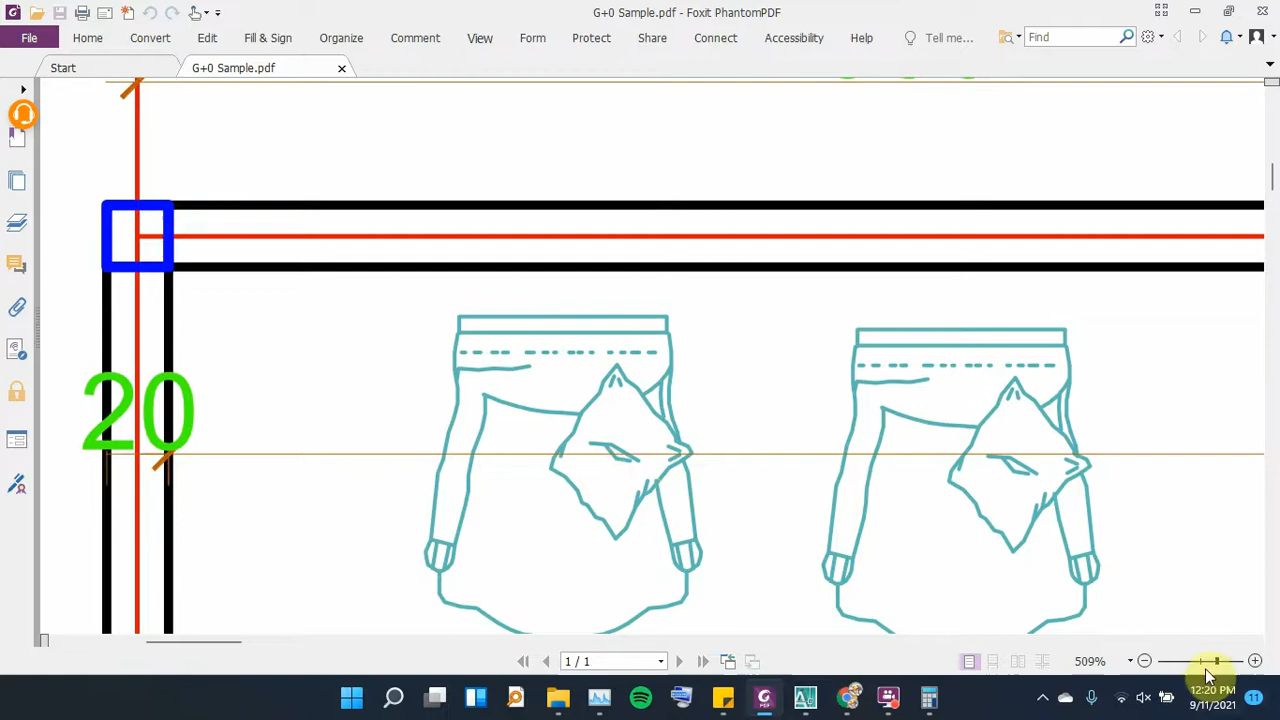 G+0 Sample.pdf - Foxit PhantomPDF
File Home Convert Edit Fill & Sign Organize Comment View Form Protect Share Connect Accessibility Help Tell me... Find
Start G+0 Sample.pdf
20
1 / 1 509%
12:20 PM
9/11/2021 11